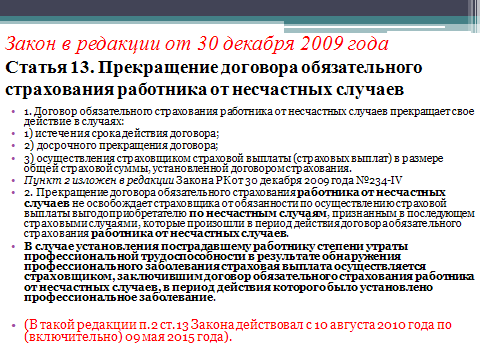 Закон в редакции от 30 декабря 2009 года
Статья 13. Прекращение договора обязательного
страхования работника от несчастных случаев
• 1. Договор обязательного страхования работника от несчастных случаев прекращает свое
действие в случаях:
• 1) истечения срока действия договора;
• 2) досрочного прекращения договора;
• 3) осуществления страховщиком страховой выплаты (страховых выплат) в размере
общей страховой суммы, установленной договором страхования.
• Пункт 2 изложен в редакции Закона РК от 30 декабря 2009 года №234-IV
• 2. Прекращение договора обязательного страхования работника от несчастных
случаев не освобождает страховщика от обязанности по осуществлению страховой
выплаты выгодоприобретателю по несчастным случаям, признанным в последующем
страховыми случаями, которые произошли в период действия договора обязательного
страхования работника от несчастных случаев.
• В случае установления пострадавшему работнику степени утраты
профессиональной трудоспособности в результате обнаружения
профессионального заболевания страховая выплата осуществляется
страховщиком, заключившим договор обязательного страхования работника
от несчастных случаев, в период действия которого было установлено
профессиональное заболевание.
• (В такой редакции п.2 ст.13 Закона действовал с 10 августа 2010 года по
(включительно) 09 мая 2015 года).